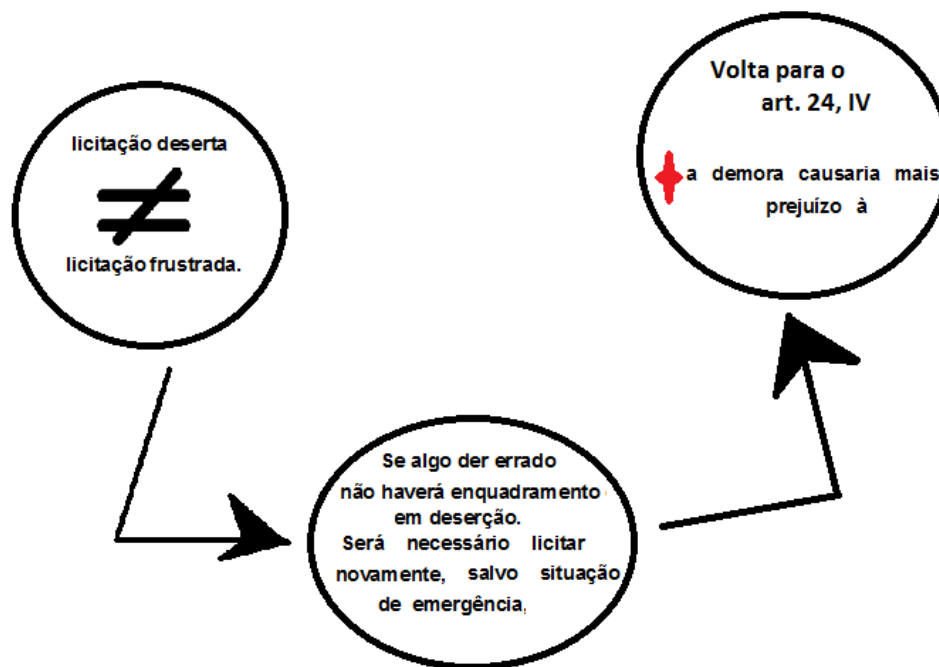 licitação deserta
≠
licitação frustrada.
Se algo der errado
não haverá enquadramento
em deserção.
Será necessário licitar
novamente, salvo situação
de emergência,
Volta para o
art. 24, IV
a demora causaria mais
prejuízo à